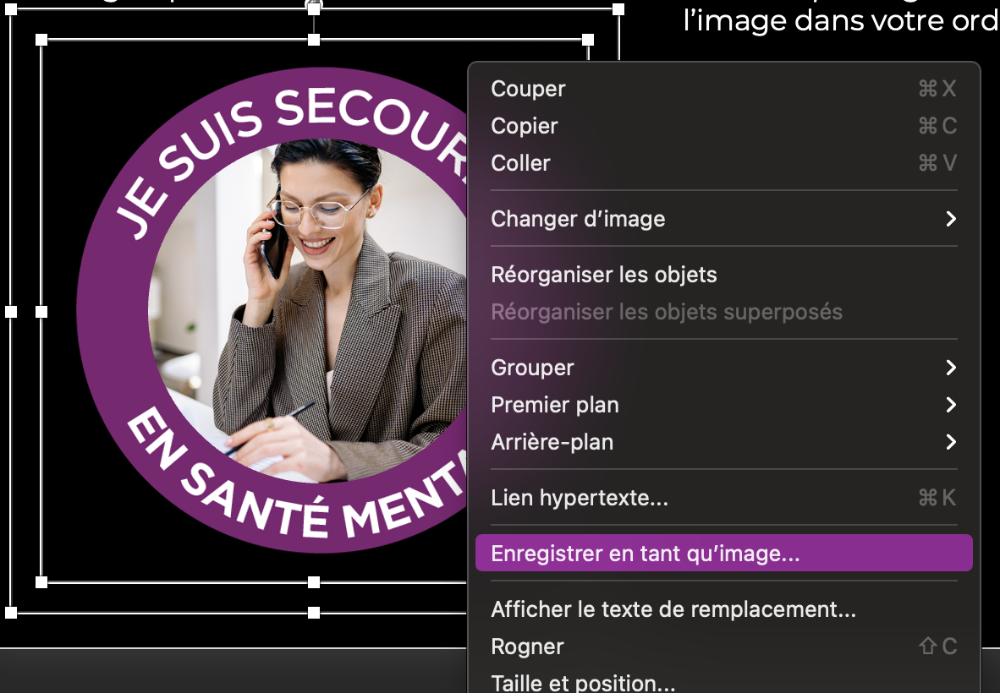 l’image dans votre ord
JE SUIS SECOUR
EN SANTÉ MENT
Couper ⌘ X
Copier ⌘ C
Coller ⌘ V
Changer d’image
Réorganiser les objets
Réorganiser les objets superposés
Grouper
Premier plan
Arrière-plan
Lien hypertexte... ⌘ K
Enregistrer en tant qu’image...
Afficher le texte de remplacement...
Rogner ⇧ C
Taille et position...